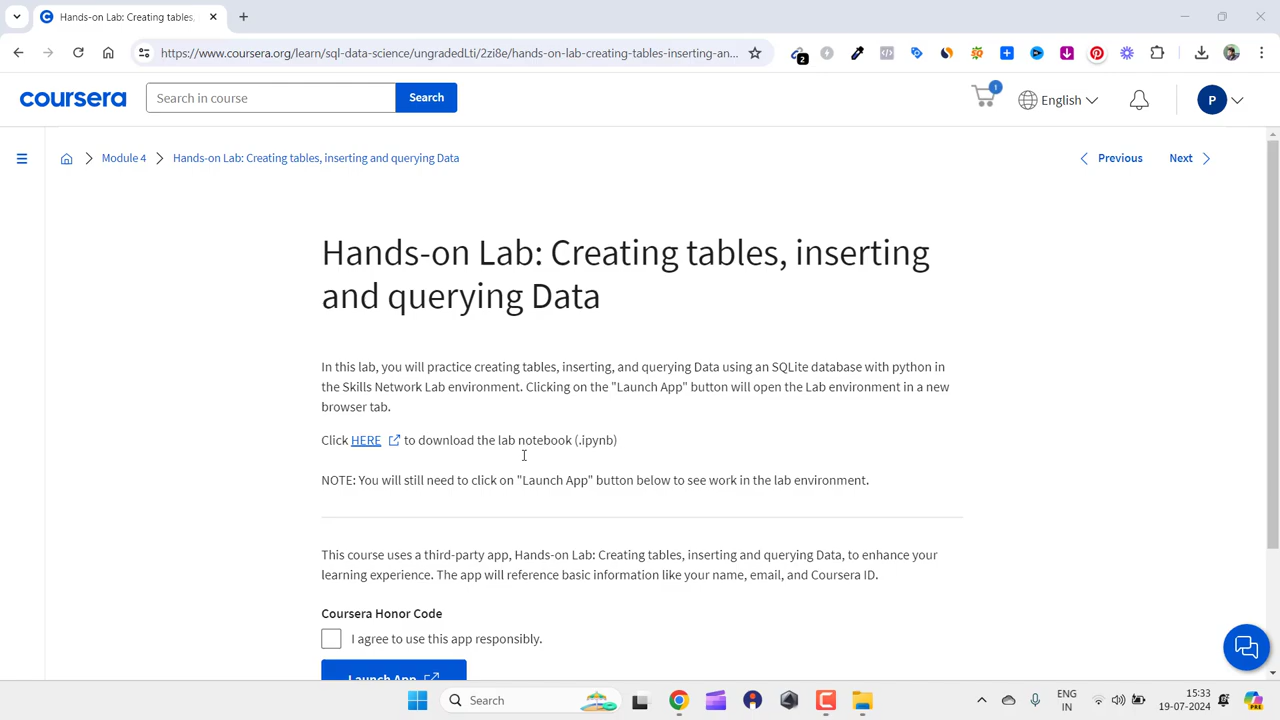 Hands-on Lab: Creating tables,
https://www.coursera.org/learn/sql-data-science/ungradedLti/2zi8e/hands-on-lab-creating-tables-inserting-an...
2
coursera
Search in course
Search
1
English
P
Module 4
Hands-on Lab: Creating tables, inserting and querying Data
Previous
Next
Hands-on Lab: Creating tables, inserting
and querying Data
In this lab, you will practice creating tables, inserting, and querying Data using an SQLite database with python in
the Skills Network Lab environment. Clicking on the "Launch App" button will open the Lab environment in a new
browser tab.
Click HERE to download the lab notebook (.ipynb)
NOTE: You will still need to click on "Launch App" button below to see work in the lab environment.
This course uses a third-party app, Hands-on Lab: Creating tables, inserting and querying Data, to enhance your
learning experience. The app will reference basic information like your name, email, and Coursera ID.
Coursera Honor Code
I agree to use this app responsibly.
Launch App
Search
ENG
IN
15:33
19-07-2024
PRE